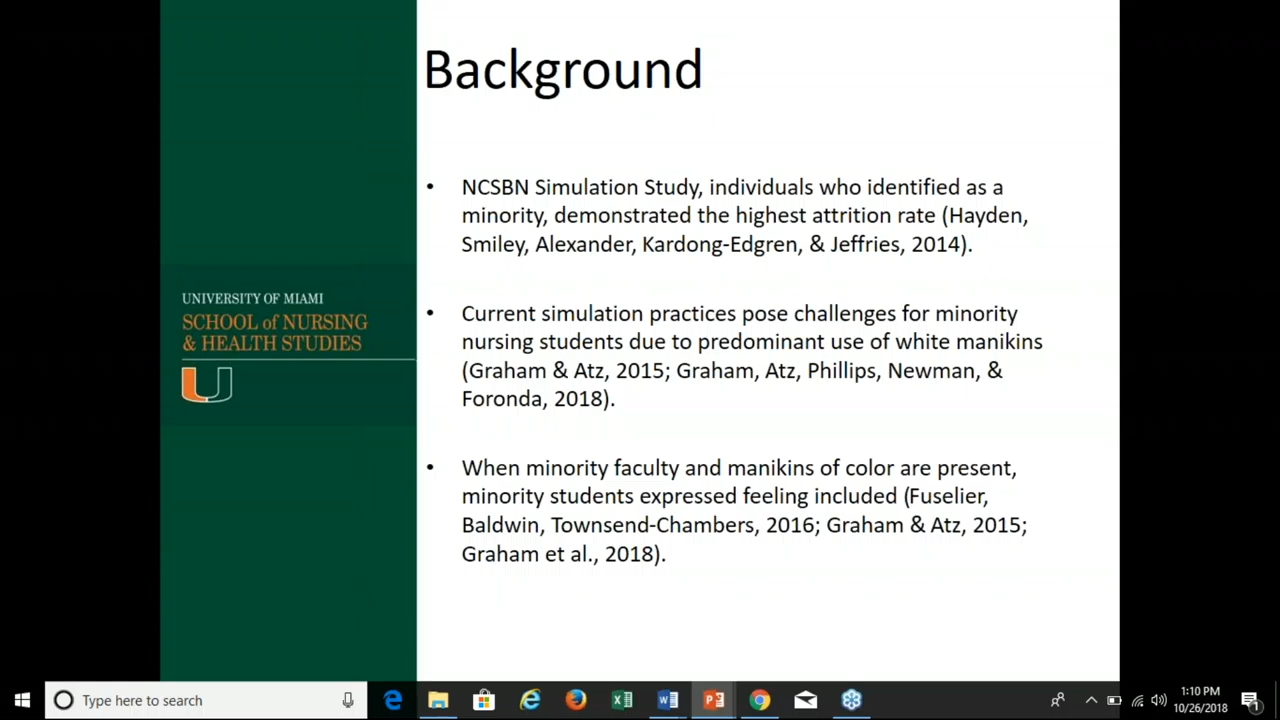 Background
• NCSBN Simulation Study, individuals who identified as a
minority, demonstrated the highest attrition rate (Hayden,
Smiley, Alexander, Kardong-Edgren, & Jeffries, 2014).
• Current simulation practices pose challenges for minority
nursing students due to predominant use of white manikins
(Graham & Atz, 2015; Graham, Atz, Phillips, Newman, &
Foronda, 2018).
• When minority faculty and manikins of color are present,
minority students expressed feeling included (Fuselier,
Baldwin, Townsend-Chambers, 2016; Graham & Atz, 2015;
Graham et al., 2018).
UNIVERSITY OF MIAMI
SCHOOL of NURSING
& HEALTH STUDIES
U
Type here to search
1:10 PM
10/26/2018
1